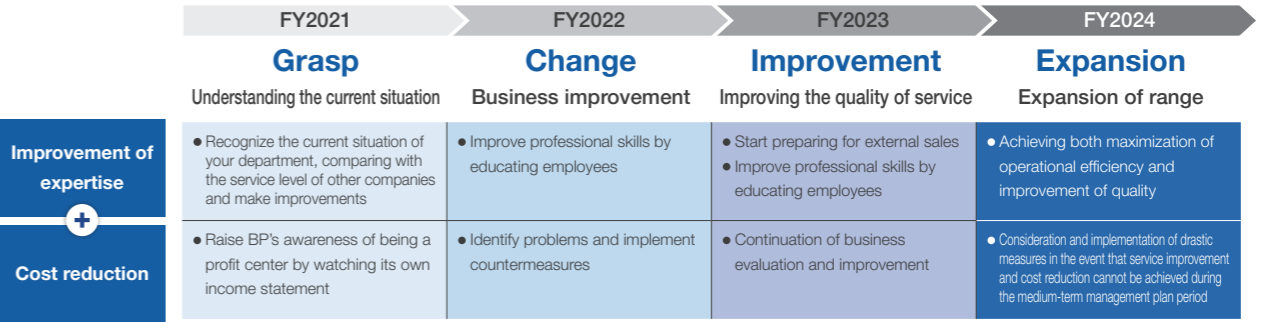 FY2021
FY2022
FY2023
FY2024
Grasp
Change
Improvement
Expansion
Understanding the current situation
Business improvement
Improving the quality of service
Expansion of range
Improvement of
expertise
● Recognize the current situation of
your department, comparing with
the service level of other companies
and make improvements
● Improve professional skills by
educating employees
● Start preparing for external sales
● Improve professional skills by
educating employees
● Achieving both maximization of
operational efficiency and
improvement of quality
+
Cost reduction
● Raise BP's awareness of being a
profit center by watching its own
income statement
● Identify problems and implement
countermeasures
● Continuation of business
evaluation and improvement
● Consideration and implementation of drastic
measures in the event that service improvement
and cost reduction cannot be achieved during
the medium-term management plan period